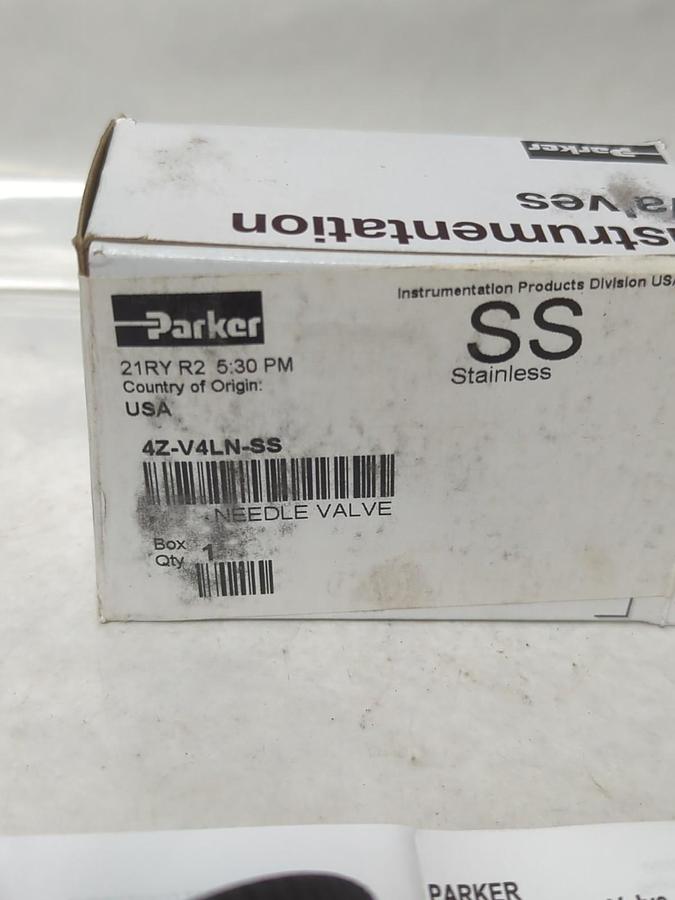 Parker
Valves
Instrumentation
Instrumentation Products Division USA
Parker
SS
Stainless
21RY R2 5:30 PM
Country of Origin:
USA
4Z-V4LN-SS
NEEDLE VALVE
Box
Qty
1
PARKER